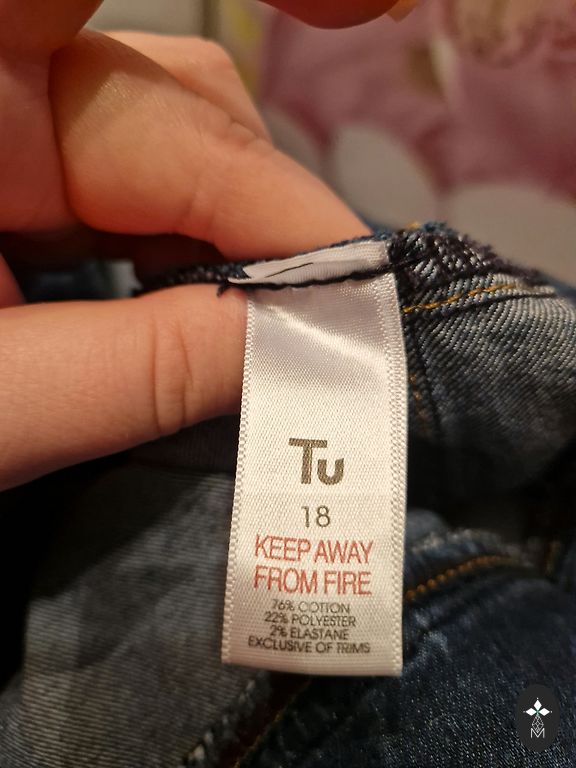 Tu
18
KEEP AWAY
FROM FIRE
76% COTTON
22% POLYESTER
2% ELASTANE
EXCLUSIVE OF TRIMS
M